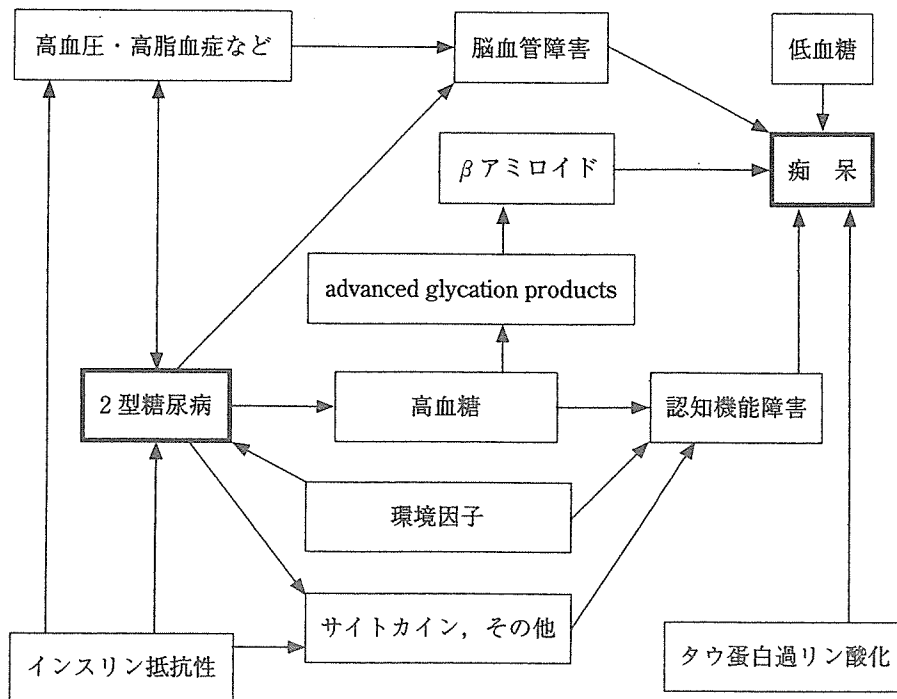 高血圧・高脂血症など
脳血管障害
低血糖
βアミロイド
痴 呆
advanced glycation products
2型糖尿病
高血糖
認知機能障害
環境因子
サイトカイン，その他
インスリン抵抗性
タウ蛋白過リン酸化